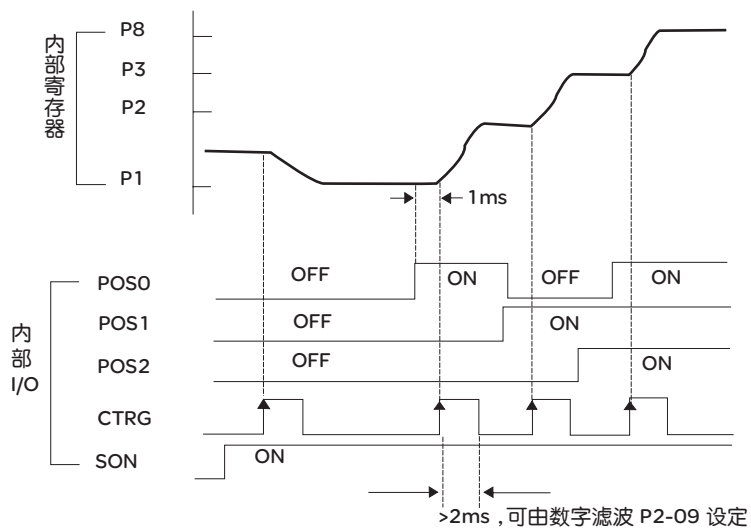 内部寄存器
P8
P3
P2
P1
1ms
内部 I/O
POS0 OFF ON OFF ON
POS1 OFF ON
POS2 OFF ON
CTRG
SON ON
>2ms ,可由数字滤波 P2-09 设定